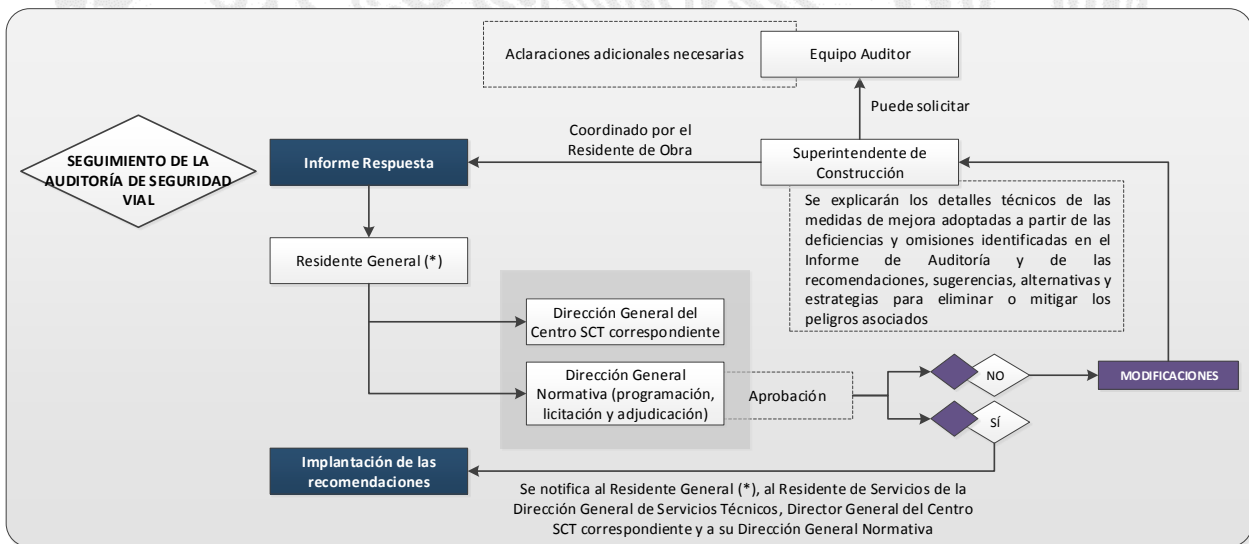 Aclaraciones adicionales necesarias
Equipo Auditor
Puede solicitar
SEGUIMIENTO DE LA
AUDITORÍA DE SEGURIDAD
VIAL
Informe Respuesta
Coordinado por el
Residente de Obra
Superintendente de
Construcción
Se explicarán los detalles técnicos de las
medidas de mejora adoptadas a partir de las
deficiencias y omisiones identificadas en el
Informe de Auditoría y de las
recomendaciones, sugerencias, alternativas y
estrategias para eliminar o mitigar los
peligros asociados
Residente General (*)
Dirección General del
Centro SCT correspondiente
Dirección General
Normativa (programación,
licitación y adjudicación)
Aprobación
NO
MODIFICACIONES
SÍ
Implantación de las
recomendaciones
Se notifica al Residente General (*), al Residente de Servicios de la
Dirección General de Servicios Técnicos, Director General del Centro
SCT correspondiente y a su Dirección General Normativa